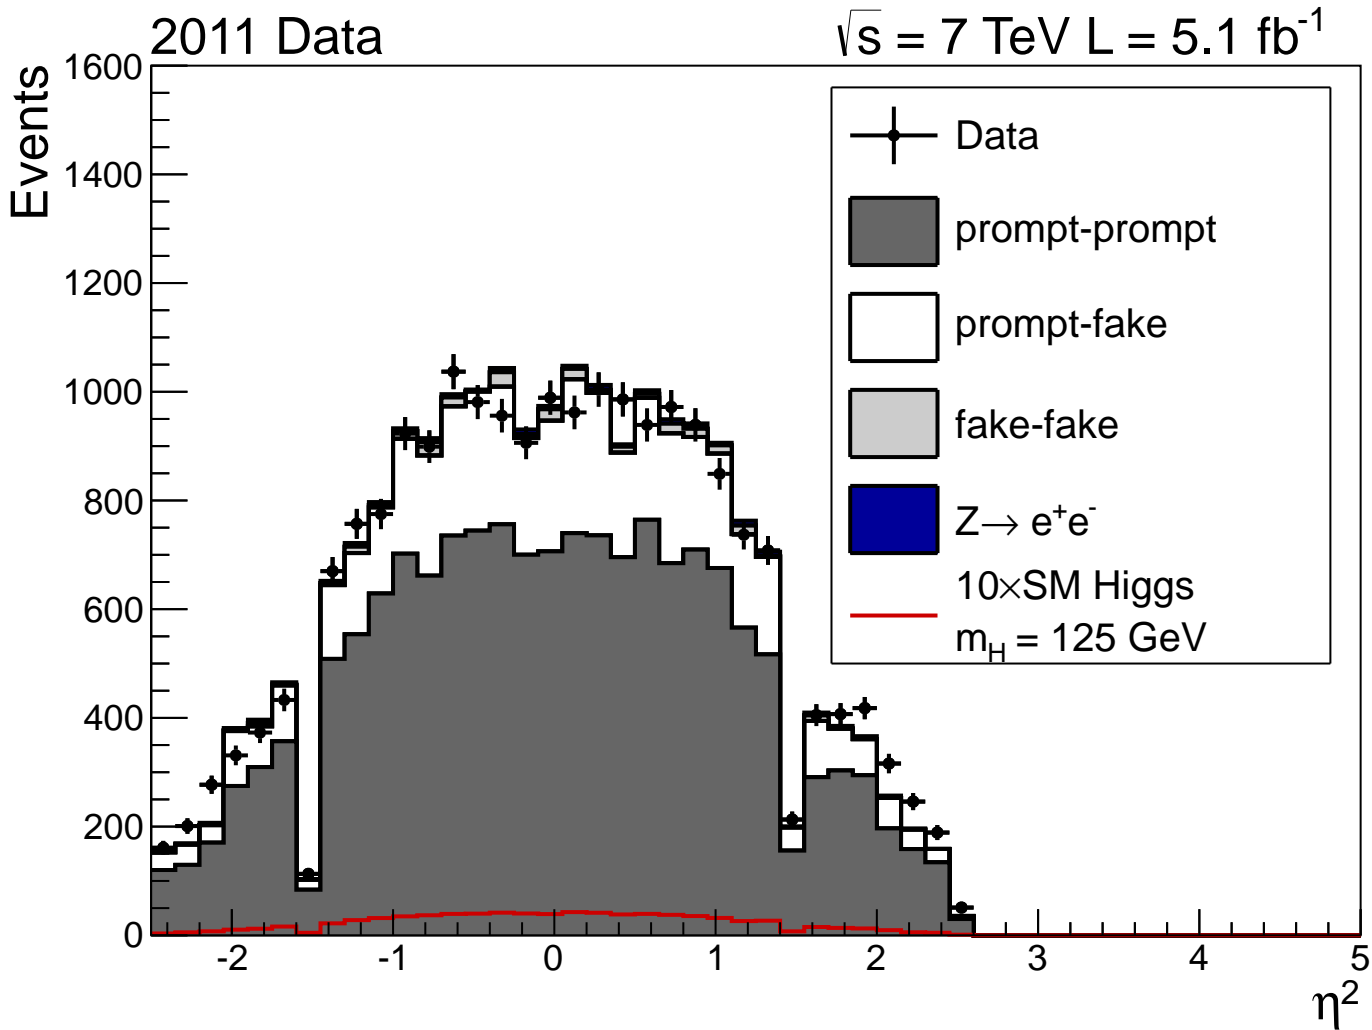 2011 Data
√s = 7 TeV L = 5.1 fb⁻¹
Events
1600
1400
1200
1000
800
600
400
200
0
Data
prompt-prompt
prompt-fake
fake-fake
Z→ e⁺e⁻
10×SM Higgs
m_H = 125 GeV
-2 -1 0 1 2 3 4 5
η²